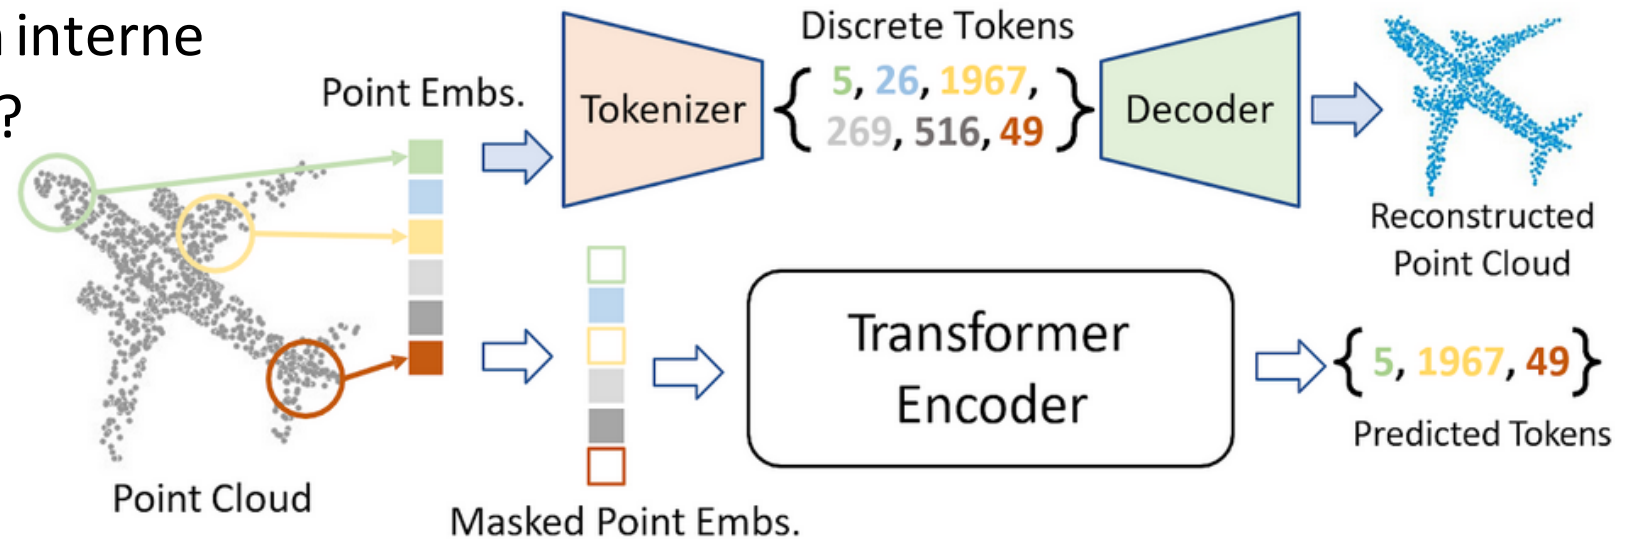 interne
?
Point Embs.
Tokenizer
Discrete Tokens
{ 5, 26, 1967,
269, 516, 49 }
Decoder
Reconstructed
Point Cloud
Point Cloud
Masked Point Embs.
Transformer
Encoder
{ 5, 1967, 49 }
Predicted Tokens